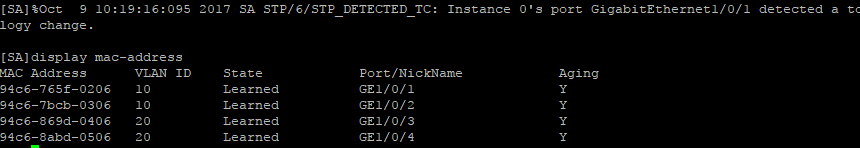 [SA]%Oct  9 10:19:16:095 2017 SA STP/6/STP_DETECTED_TC: Instance 0's port GigabitEthernet1/0/1 detected a to
logy change.
[SA]display mac-address
MAC Address      VLAN ID    State            Port/NickName            Aging
94c6-765f-0206   10         Learned          GE1/0/1                  Y
94c6-7bcb-0306   10         Learned          GE1/0/2                  Y
94c6-869d-0406   20         Learned          GE1/0/3                  Y
94c6-8abd-0506   20         Learned          GE1/0/4                  Y